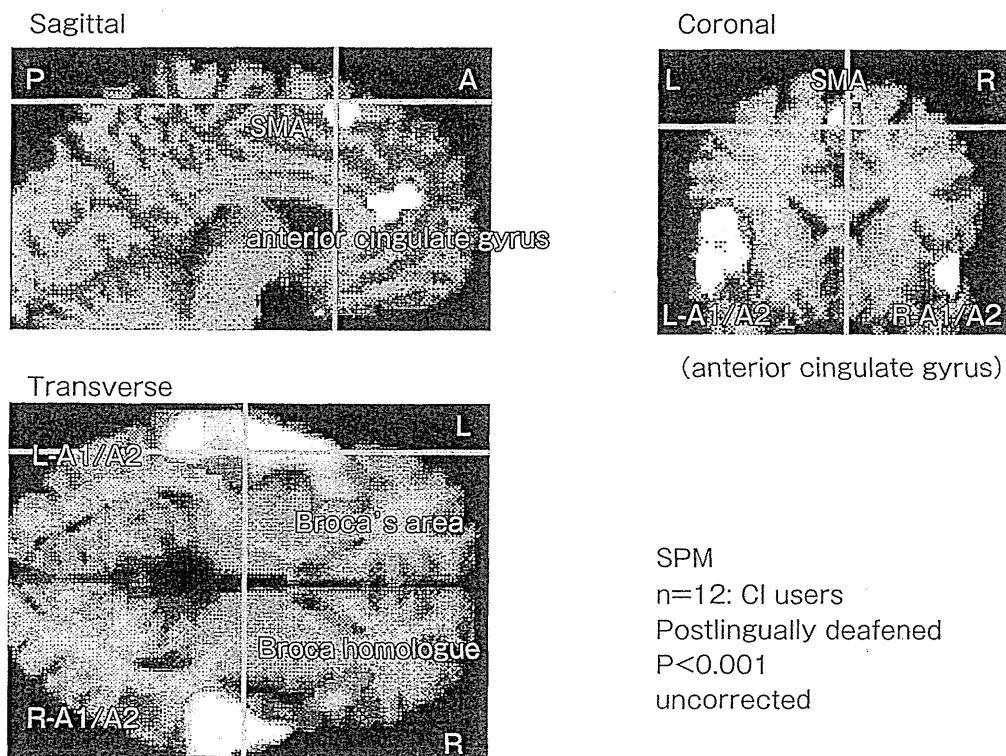 Sagittal
P
A
SMA
anterior cingulate gyrus
Coronal
L
SMA
R
L-A1/A2
R-A1/A2
(anterior cingulate gyrus)
Transverse
L
L-A1/A2
Broca's area
Broca homologue
R-A1/A2
R
SPM
n=12: CI users
Postlingually deafened
P<0.001
uncorrected